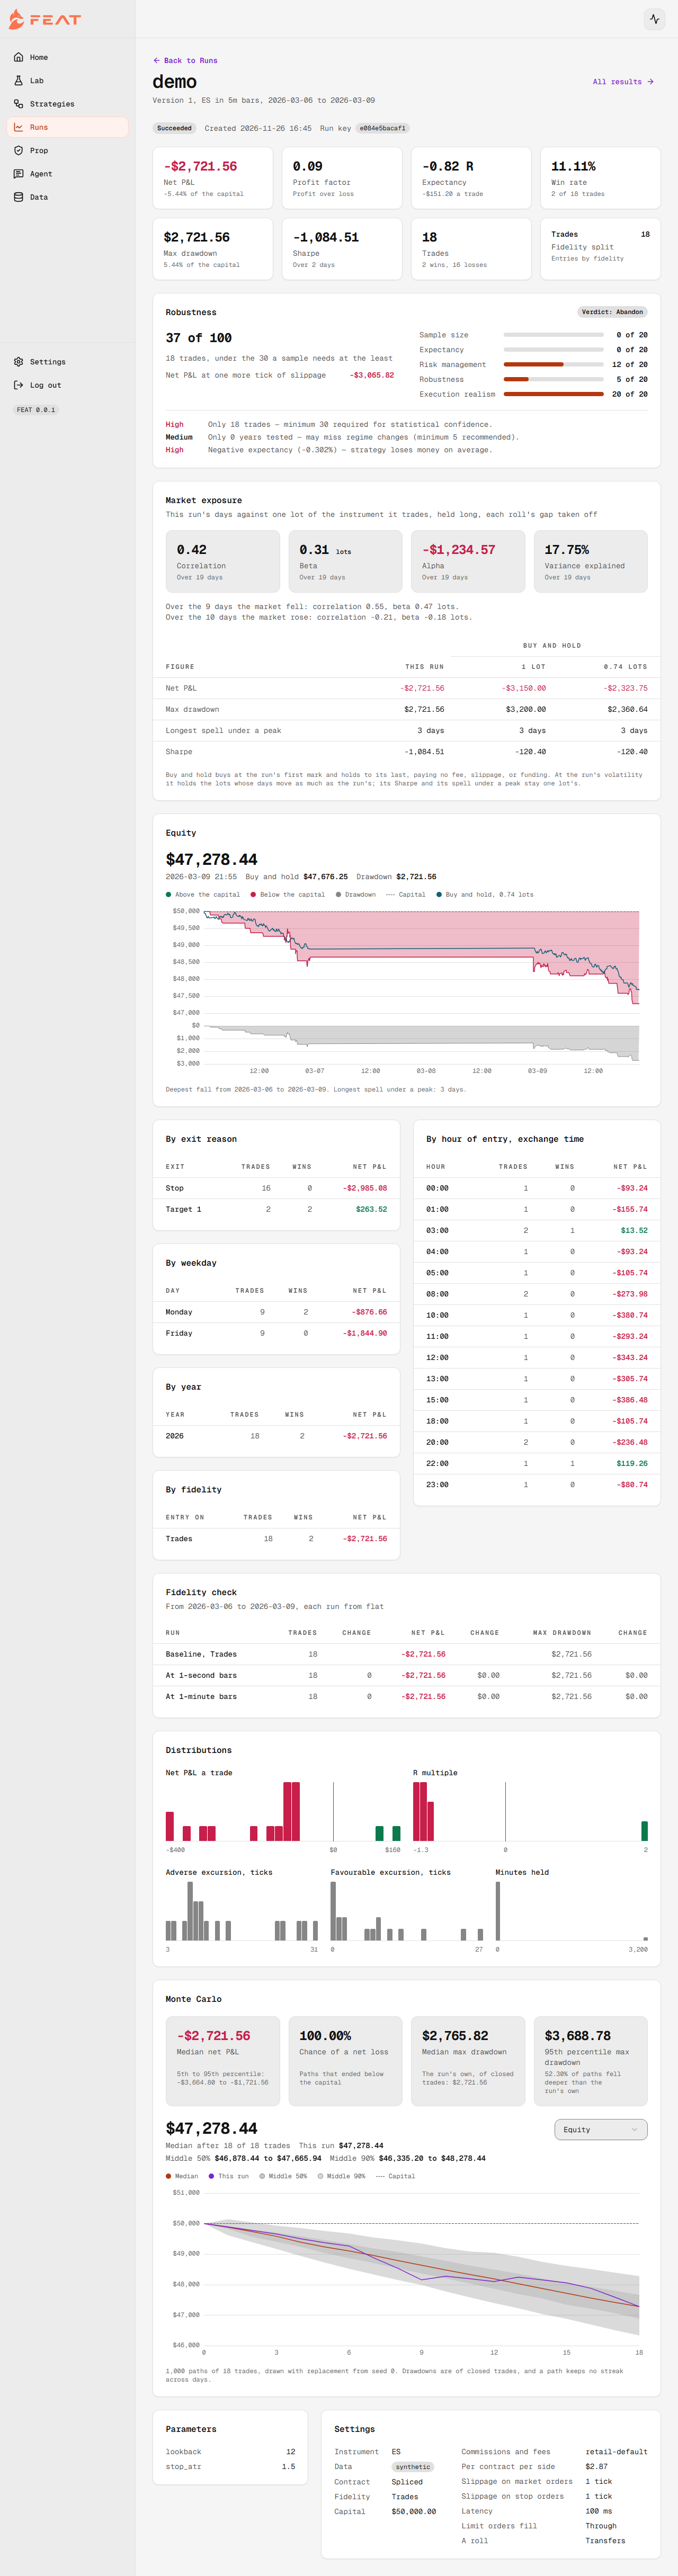 FEAT
Home
Lab
Strategies
Runs
Prop
Agent
Data
Settings
Log out
FEAT 0.0.1
← Back to Runs
demo
All results →
Version 1, ES in 5m bars, 2026-03-06 to 2026-03-09
Succeeded Created 2026-11-26 16:45 Run key e084e5bacaf1
-$2,721.56
Net P&L
-5.44% of the capital
0.09
Profit factor
Profit over loss
-0.82 R
Expectancy
-$151.20 a trade
11.11%
Win rate
2 of 18 trades
$2,721.56
Max drawdown
5.44% of the capital
-1,084.51
Sharpe
Over 2 days
18
Trades
2 wins, 16 losses
Trades 18
Fidelity split
Entries by fidelity
Robustness
Verdict: Abandon
37 of 100
18 trades, under the 30 a sample needs at the least
Net P&L at one more tick of slippage -$3,065.82
Sample size 0 of 20
Expectancy 0 of 20
Risk management 12 of 20
Robustness 5 of 20
Execution realism 20 of 20
High Only 18 trades — minimum 30 required for statistical confidence.
Medium Only 0 years tested — may miss regime changes (minimum 5 recommended).
High Negative expectancy (-0.302%) — strategy loses money on average.
Market exposure
This run's days against one lot of the instrument it trades, held long, each roll's gap taken off
0.42
Correlation
Over 19 days
0.31 lots
Beta
Over 19 days
-$1,234.57
Alpha
Over 19 days
17.75%
Variance explained
Over 19 days
Over the 9 days the market fell: correlation 0.55, beta 0.47 lots.
Over the 10 days the market rose: correlation -0.21, beta -0.18 lots.
BUY AND HOLD
FIGURE THIS RUN 1 LOT 0.74 LOTS
Net P&L -$2,721.56 -$3,150.00 -$2,323.75
Max drawdown $2,721.56 $3,200.00 $2,360.64
Longest spell under a peak 3 days 3 days 3 days
Sharpe -1,084.51 -120.40 -120.40
Buy and hold buys at the run's first mark and holds to its last, paying no fee, slippage, or funding. At the run's volatility
it holds the lots whose days move as much as the run's; its Sharpe and its spell under a peak stay one lot's.
Equity
$47,278.44
2026-03-09 21:55 Buy and hold $47,676.25 Drawdown $2,721.56
Above the capital Below the capital Drawdown Capital Buy and hold, 0.74 lots
$50,000
$49,500
$49,000
$48,500
$48,000
$47,500
$47,000
$0
$1,000
$2,000
$3,000
12:00 03-07 12:00 03-08 12:00 03-09 12:00
Deepest fall from 2026-03-06 to 2026-03-09. Longest spell under a peak: 3 days.
By exit reason
EXIT TRADES WINS NET P&L
Stop 16 0 -$2,985.08
Target 1 2 2 $263.52
By weekday
DAY TRADES WINS NET P&L
Monday 9 2 -$876.66
Friday 9 0 -$1,844.90
By year
YEAR TRADES WINS NET P&L
2026 18 2 -$2,721.56
By fidelity
ENTRY ON TRADES WINS NET P&L
Trades 18 2 -$2,721.56
By hour of entry, exchange time
HOUR TRADES WINS NET P&L
00:00 1 0 -$93.24
01:00 1 0 -$155.74
03:00 2 1 $13.52
04:00 1 0 -$93.24
05:00 1 0 -$105.74
08:00 2 0 -$273.98
10:00 1 0 -$380.74
11:00 1 0 -$293.24
12:00 1 0 -$343.24
13:00 1 0 -$305.74
15:00 1 0 -$386.48
18:00 1 0 -$105.74
20:00 2 0 -$236.48
22:00 1 1 $119.26
23:00 1 0 -$80.74
Fidelity check
From 2026-03-06 to 2026-03-09, each run from flat
RUN TRADES CHANGE NET P&L CHANGE MAX DRAWDOWN CHANGE
Baseline, Trades 18 -$2,721.56 $2,721.56
At 1-second bars 18 0 -$2,721.56 $0.00 $2,721.56 $0.00
At 1-minute bars 18 0 -$2,721.56 $0.00 $2,721.56 $0.00
Distributions
Net P&L a trade
-$400 $0 $160
R multiple
-1.3 0 2
Adverse excursion, ticks
3 31
Favourable excursion, ticks
0 27
Minutes held
0 3,200
Monte Carlo
-$2,721.56
Median net P&L
5th to 95th percentile:
-$3,664.80 to -$1,721.56
100.00%
Chance of a net loss
Paths that ended below
the capital
$2,765.82
Median max drawdown
The run's own, of closed
trades: $2,721.56
$3,688.78
95th percentile max
drawdown
52.30% of paths fell
deeper than the
run's own
$47,278.44
Equity
Median after 18 of 18 trades This run $47,278.44
Middle 50% $46,878.44 to $47,665.94 Middle 90% $46,335.20 to $48,278.44
Median This run Middle 50% Middle 90% Capital
$51,000
$50,000
$49,000
$48,000
$47,000
$46,000
0 3 6 9 12 15 18
1,000 paths of 18 trades, drawn with replacement from seed 0. Drawdowns are of closed trades, and a path keeps no streak
across days.
Parameters
lookback 12
stop_atr 1.5
Settings
Instrument ES
Data synthetic
Contract Spliced
Fidelity Trades
Capital $50,000.00
Commissions and fees retail-default
Per contract per side $2.87
Slippage on market orders 1 tick
Slippage on stop orders 1 tick
Latency 100 ms
Limit orders fill Through
A roll Transfers